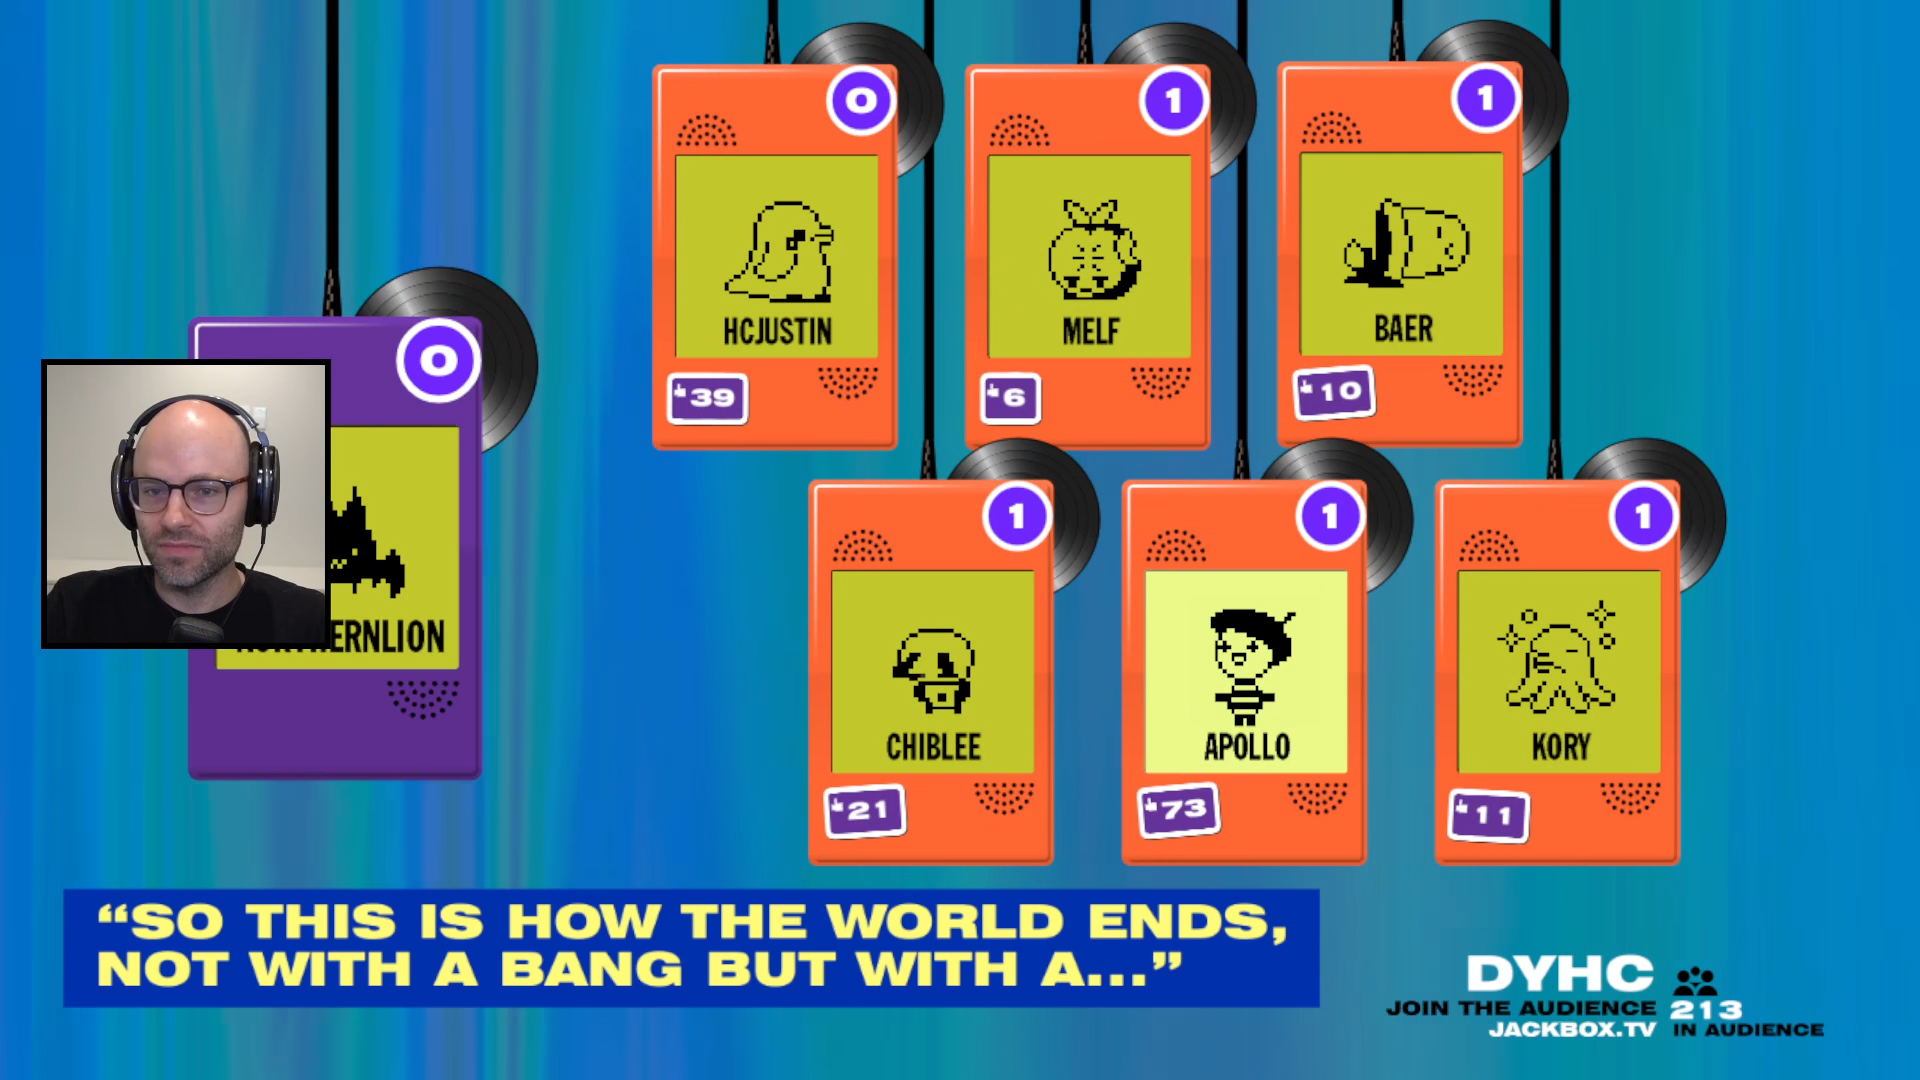 0
1
1
HCJUSTIN
MELF
BAER
39
6
10
0
ERNLION
1
1
1
CHIBLEE
APOLLO
KORY
21
73
11
“SO THIS IS HOW THE WORLD ENDS,
NOT WITH A BANG BUT WITH A...”
DYHC
JOIN THE AUDIENCE 213
JACKBOX.TV IN AUDIENCE